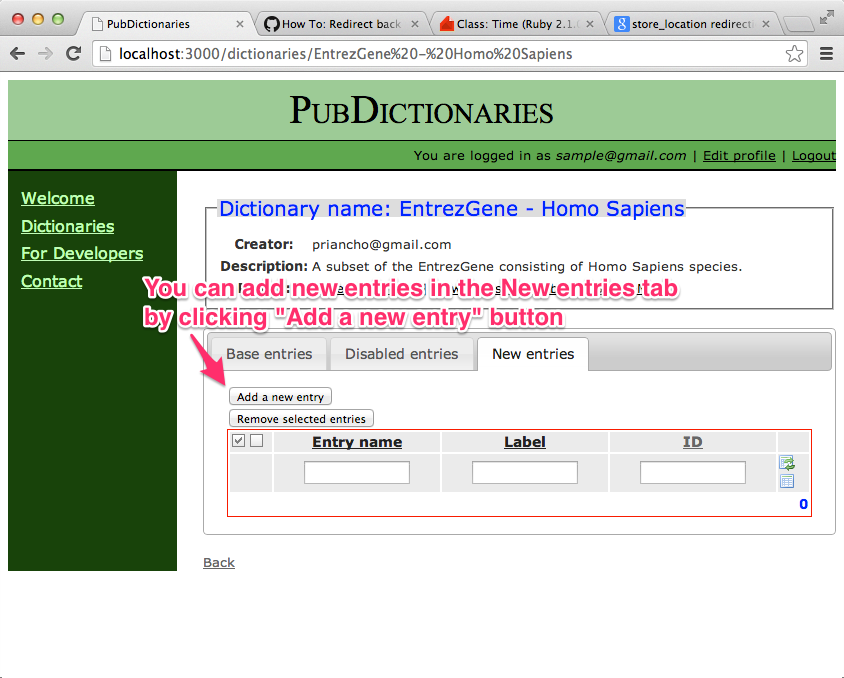 PubDictionaries
How To: Redirect back
Class: Time (Ruby 2.1.
store_location redirecti
localhost:3000/dictionaries/EntrezGene%20-%20Homo%20Sapiens
PUBDICTIONARIES
You are logged in as sample@gmail.com | Edit profile | Logout
Welcome
Dictionaries
For Developers
Contact
Dictionary name: EntrezGene - Homo Sapiens
Creator: priancho@gmail.com
Description: A subset of the EntrezGene consisting of Homo Sapiens species.
You can add new entries in the New entries tab
by clicking "Add a new entry" button
Base entries Disabled entries New entries
Add a new entry
Remove selected entries
Entry name Label ID
0
Back